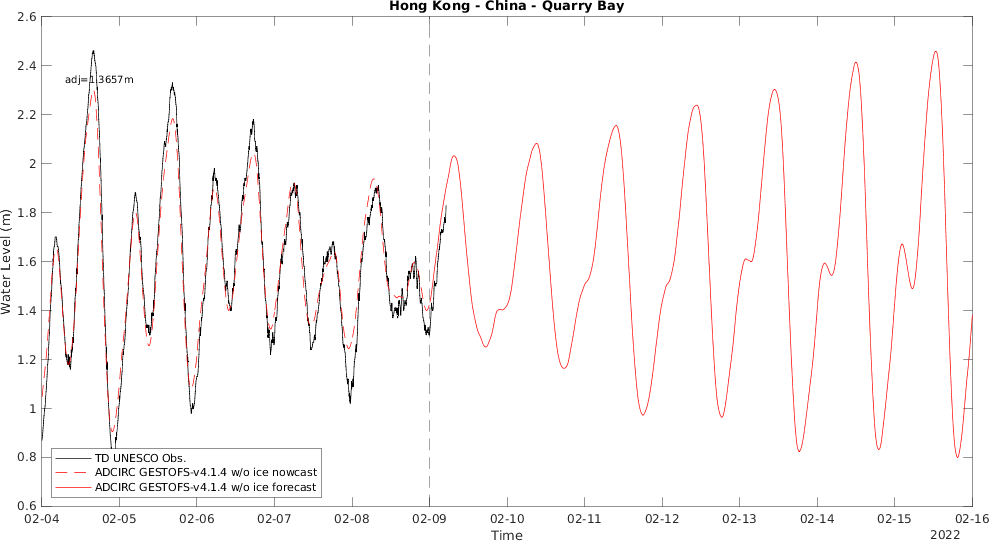 Hong Kong - China - Quarry Bay
2.6
2.4
2.2
2
1.8
1.6
1.4
1.2
1
0.8
0.6
Water Level (m)
adj=1.3657m
TD UNESCO Obs.
ADCIRC GESTOFS-v4.1.4 w/o ice nowcast
ADCIRC GESTOFS-v4.1.4 w/o ice forecast
02-04 02-05 02-06 02-07 02-08 02-09 02-10 02-11 02-12 02-13 02-14 02-15 02-16
Time
2022